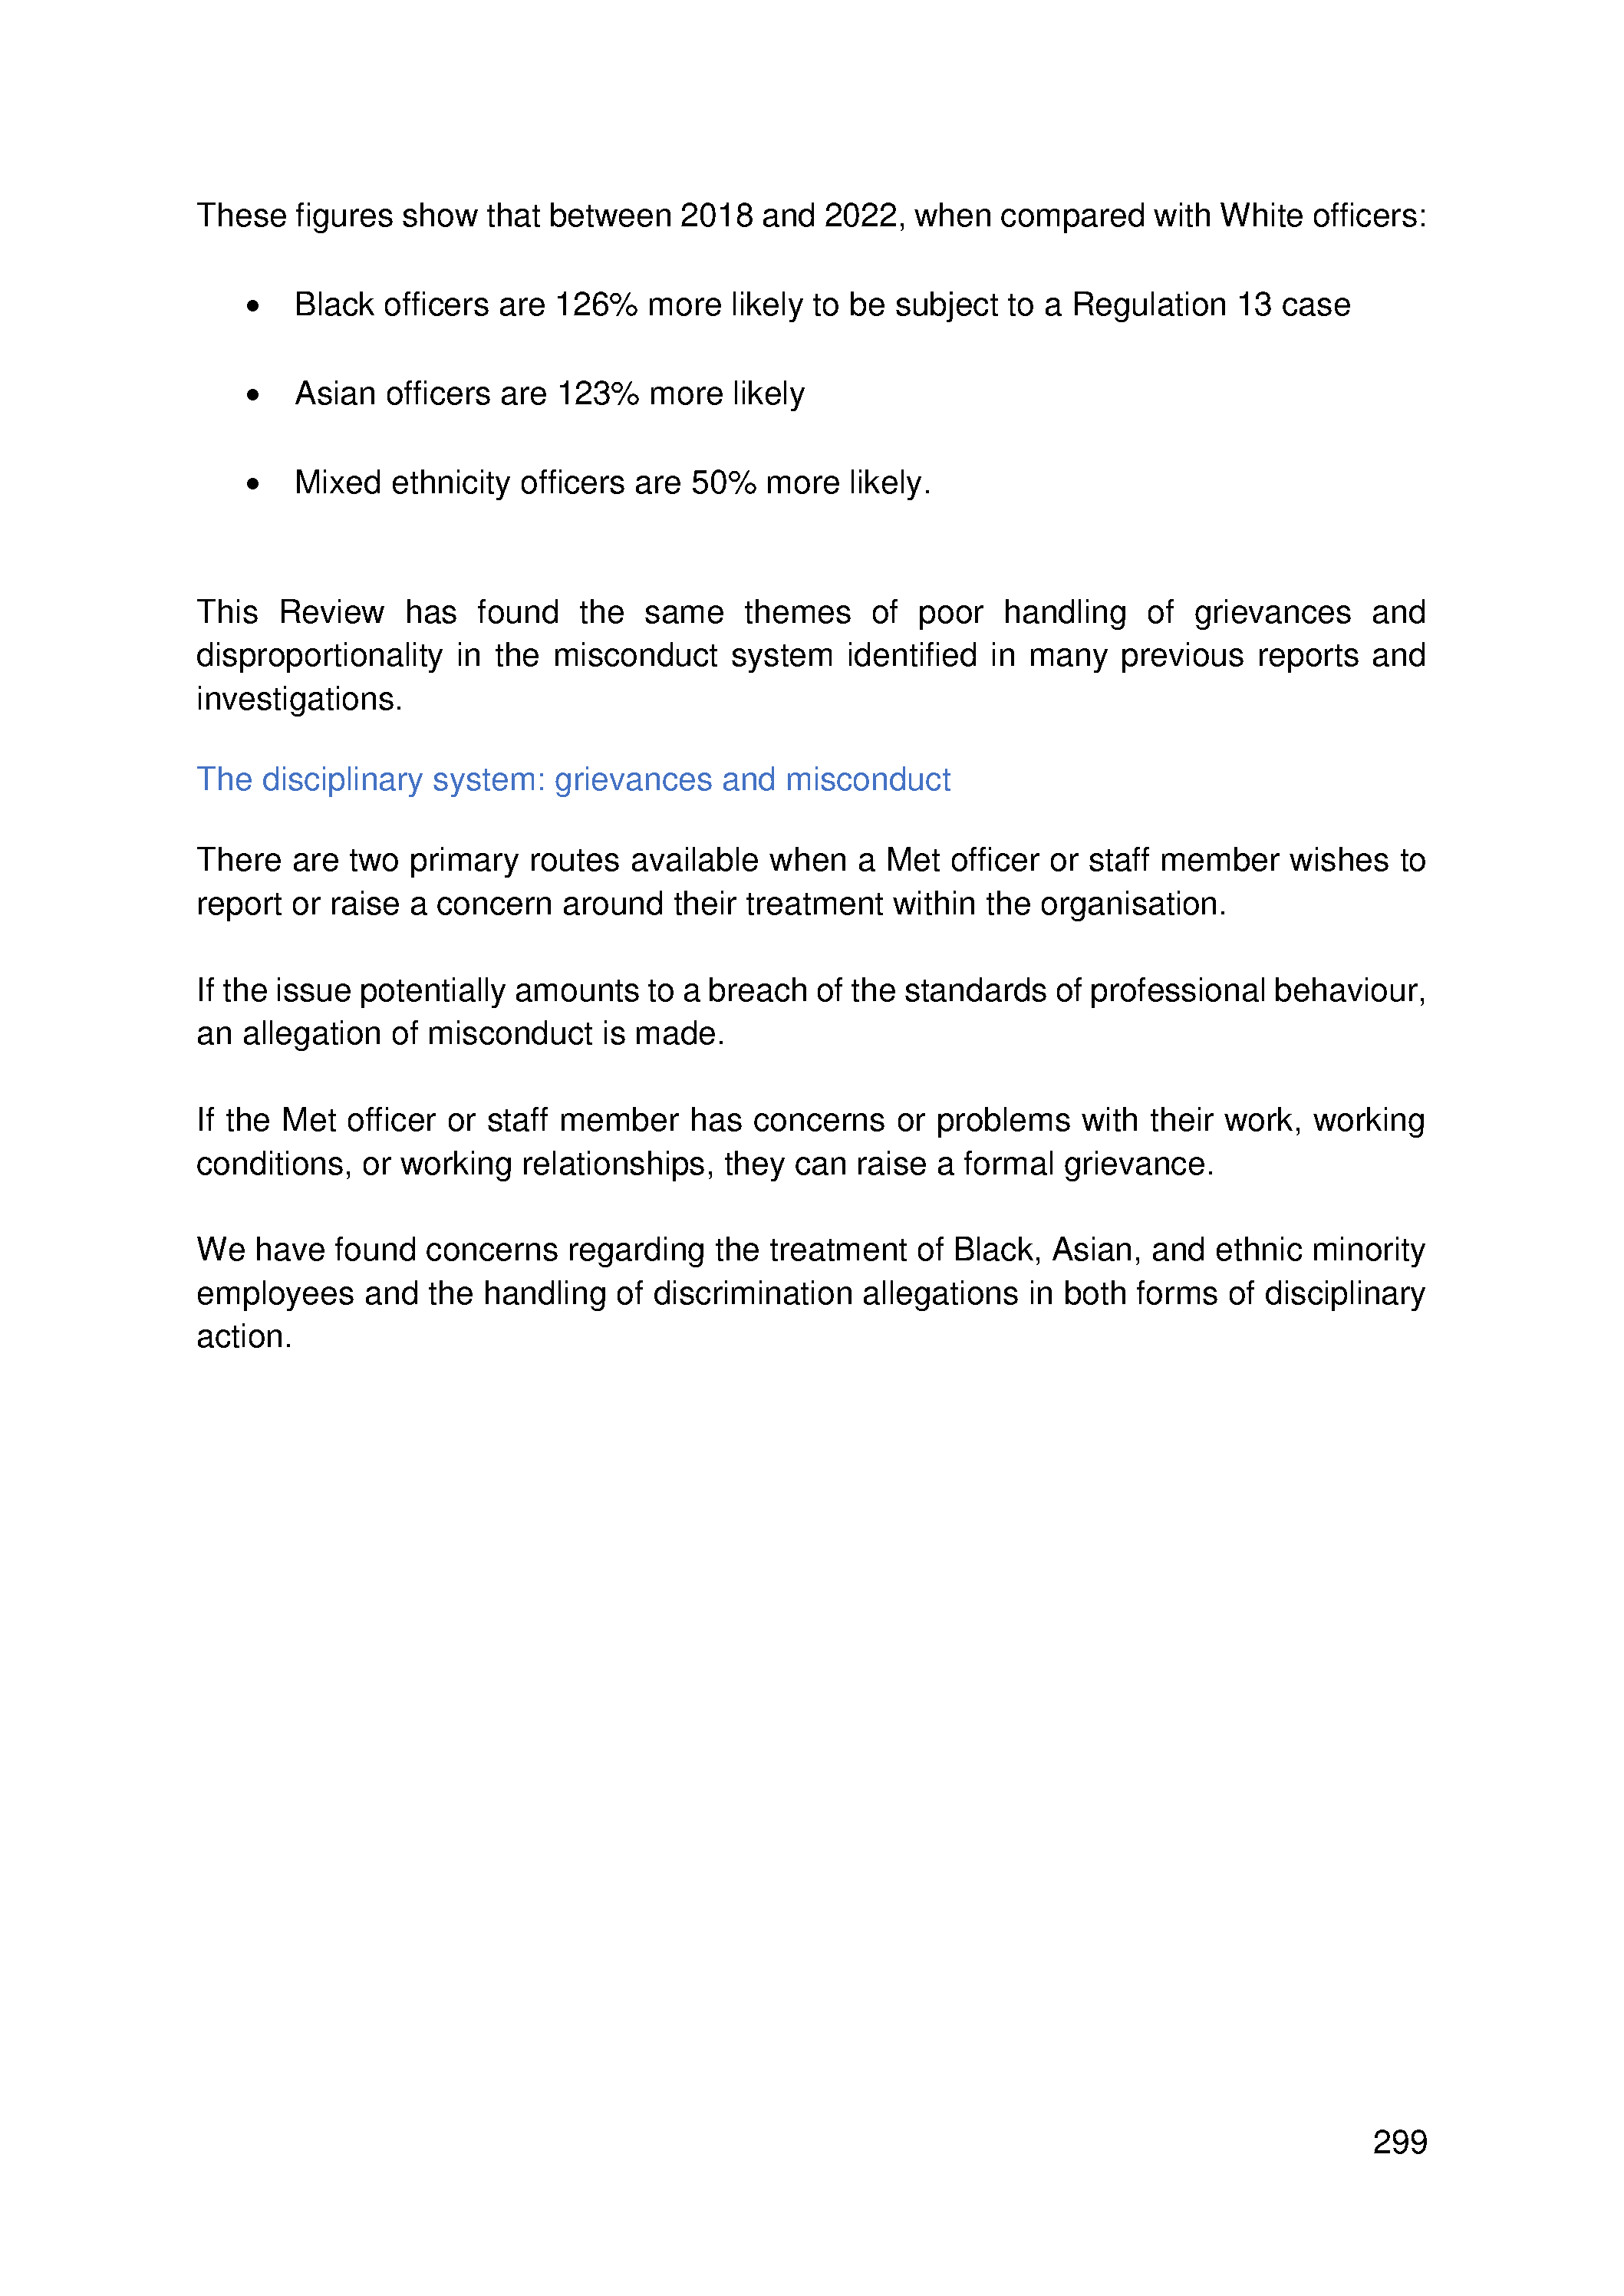 These figures show that between 2018 and 2022, when compared with White officers:
• Black officers are 126% more likely to be subject to a Regulation 13 case
• Asian officers are 123% more likely
• Mixed ethnicity officers are 50% more likely.
This Review has found the same themes of poor handling of grievances and
disproportionality in the misconduct system identified in many previous reports and
investigations.
The disciplinary system: grievances and misconduct
There are two primary routes available when a Met officer or staff member wishes to
report or raise a concern around their treatment within the organisation.
If the issue potentially amounts to a breach of the standards of professional behaviour,
an allegation of misconduct is made.
If the Met officer or staff member has concerns or problems with their work, working
conditions, or working relationships, they can raise a formal grievance.
We have found concerns regarding the treatment of Black, Asian, and ethnic minority
employees and the handling of discrimination allegations in both forms of disciplinary
action.
299